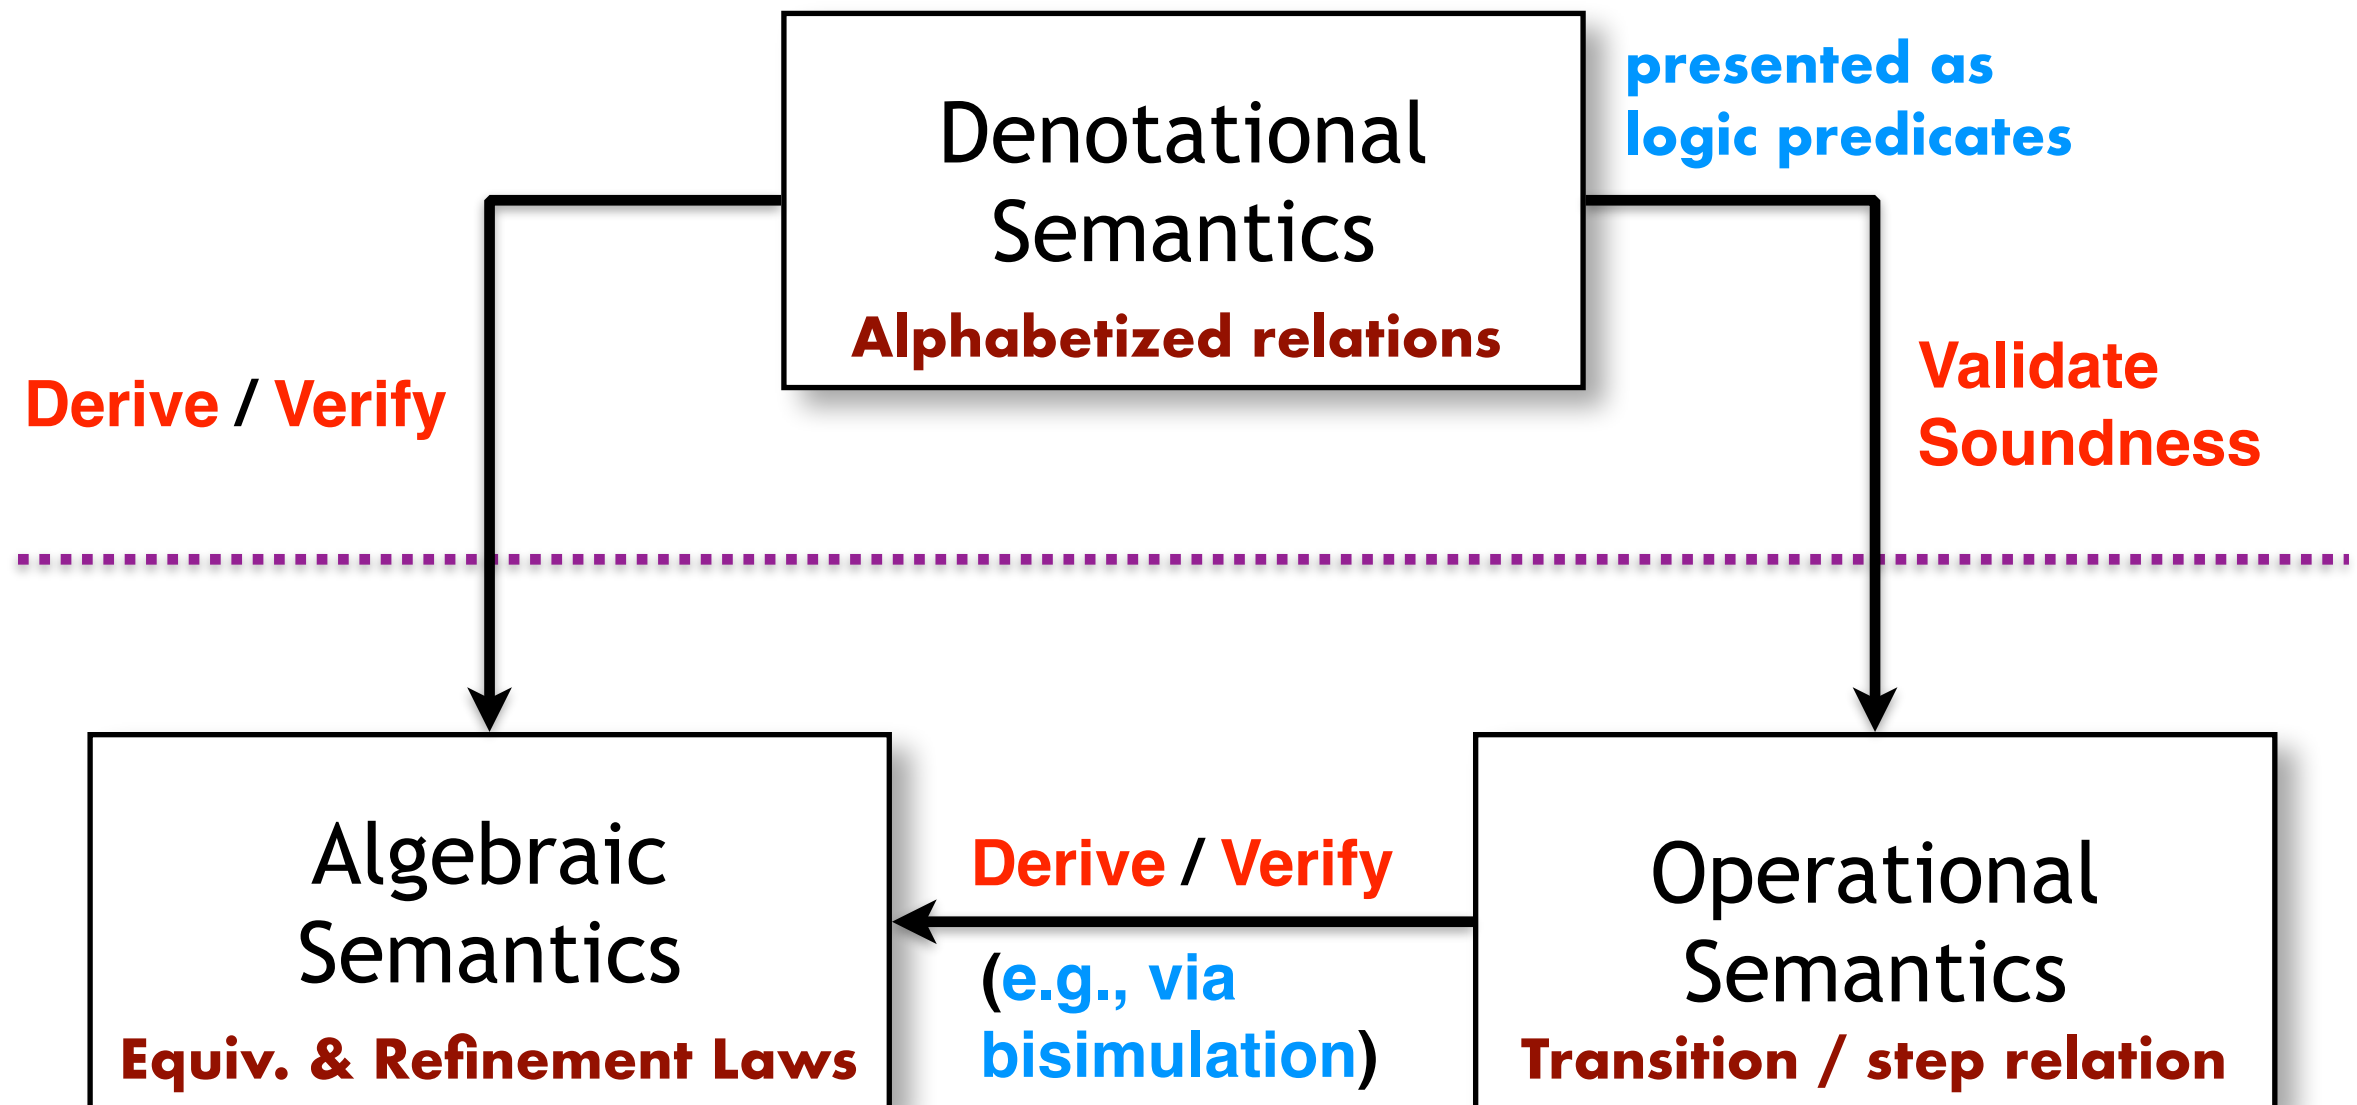 Denotational
Semantics
Alphabetized relations
presented as
logic predicates
Derive / Verify
Validate
Soundness
Algebraic
Semantics
Equiv. & Refinement Laws
Derive / Verify
(e.g., via
bisimulation)
Operational
Semantics
Transition / step relation